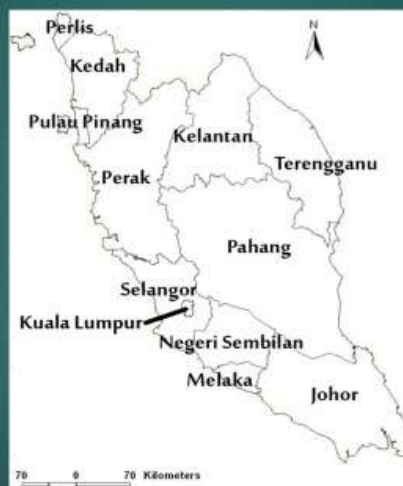 Perlis
N
Kedah
Pulau Pinang
Kelantan
Terengganu
Perak
Pahang
Selangor
Kuala Lumpur
Negeri Sembilan
Melaka
Johor
70 0 70 Kilometers